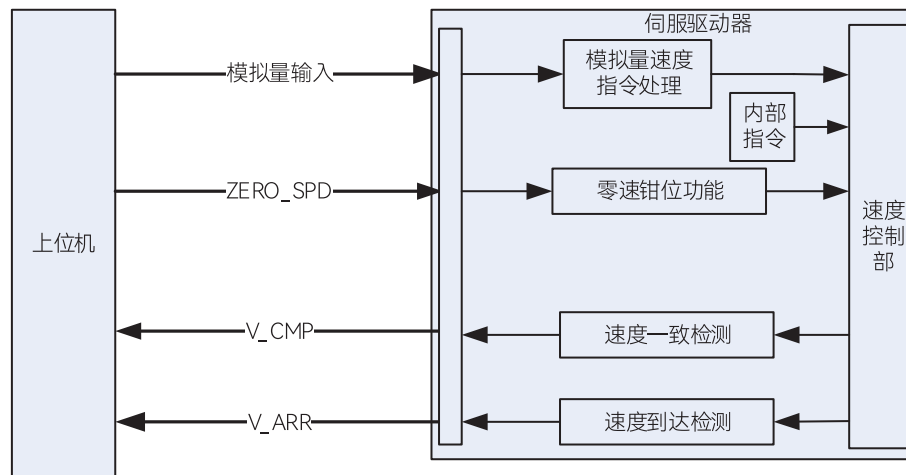 伺服驱动器
模拟量输入
模拟量速度
指令处理
内部
指令
ZERO_SPD
零速钳位功能
上位机
速度
控制
部
V_CMP
速度一致检测
V_ARR
速度到达检测